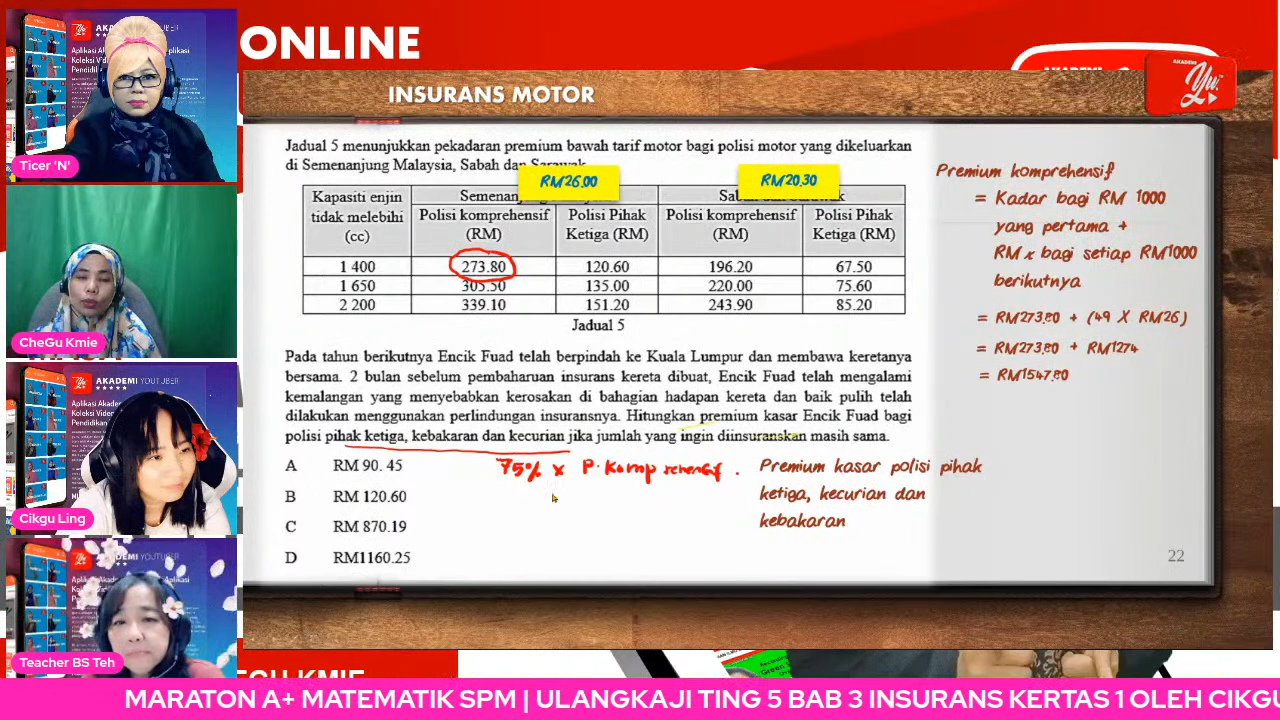 ONLINE
INSURANS MOTOR
AKADEMI
Yu
Jadual 5 menunjukkan pekadaran premium bawah tarif motor bagi polisi motor yang dikeluarkan
di Semenanjung Malaysia, Sabah dan Sarawak.
RM26.00
RM20.30
Kapasiti enjin tidak melebihi (cc)
Polisi komprehensif (RM)
Polisi Pihak Ketiga (RM)
Polisi komprehensif (RM)
Polisi Pihak Ketiga (RM)
1 400 273.80 120.60 196.20 67.50
1 650 305.50 135.00 220.00 75.60
2 200 339.10 151.20 243.90 85.20
Jadual 5
Pada tahun berikutnya Encik Fuad telah berpindah ke Kuala Lumpur dan membawa keretanya
bersama. 2 bulan sebelum pembaharuan insurans kereta dibuat, Encik Fuad telah mengalami
kemalangan yang menyebabkan kerosakan di bahagian hadapan kereta dan baik pulih telah
dilakukan menggunakan perlindungan insuransnya. Hitungkan premium kasar Encik Fuad bagi
polisi pihak ketiga, kebakaran dan kecurian jika jumlah yang ingin diinsuranskan masih sama.
A RM 90. 45
B RM 120.60
C RM 870.19
D RM1160.25
75% x P. Komprehensif.
Premium kasar polisi pihak
ketiga, kecurian dan
kebakaran
Premium komprehensif
= Kadar bagi RM 1000
yang pertama +
RM x bagi setiap RM1000
berikutnya
= RM273.80 + (49 X RM26)
= RM273.80 + RM1274
= RM1547.80
22
Ticer 'N'
CheGu Kmie
Cikgu Ling
Teacher BS Teh
AKADEMI YOUTUBER
MARATON A+ MATEMATIK SPM | ULANGKAJI TING 5 BAB 3 INSURANS KERTAS 1 OLEH CIKGU